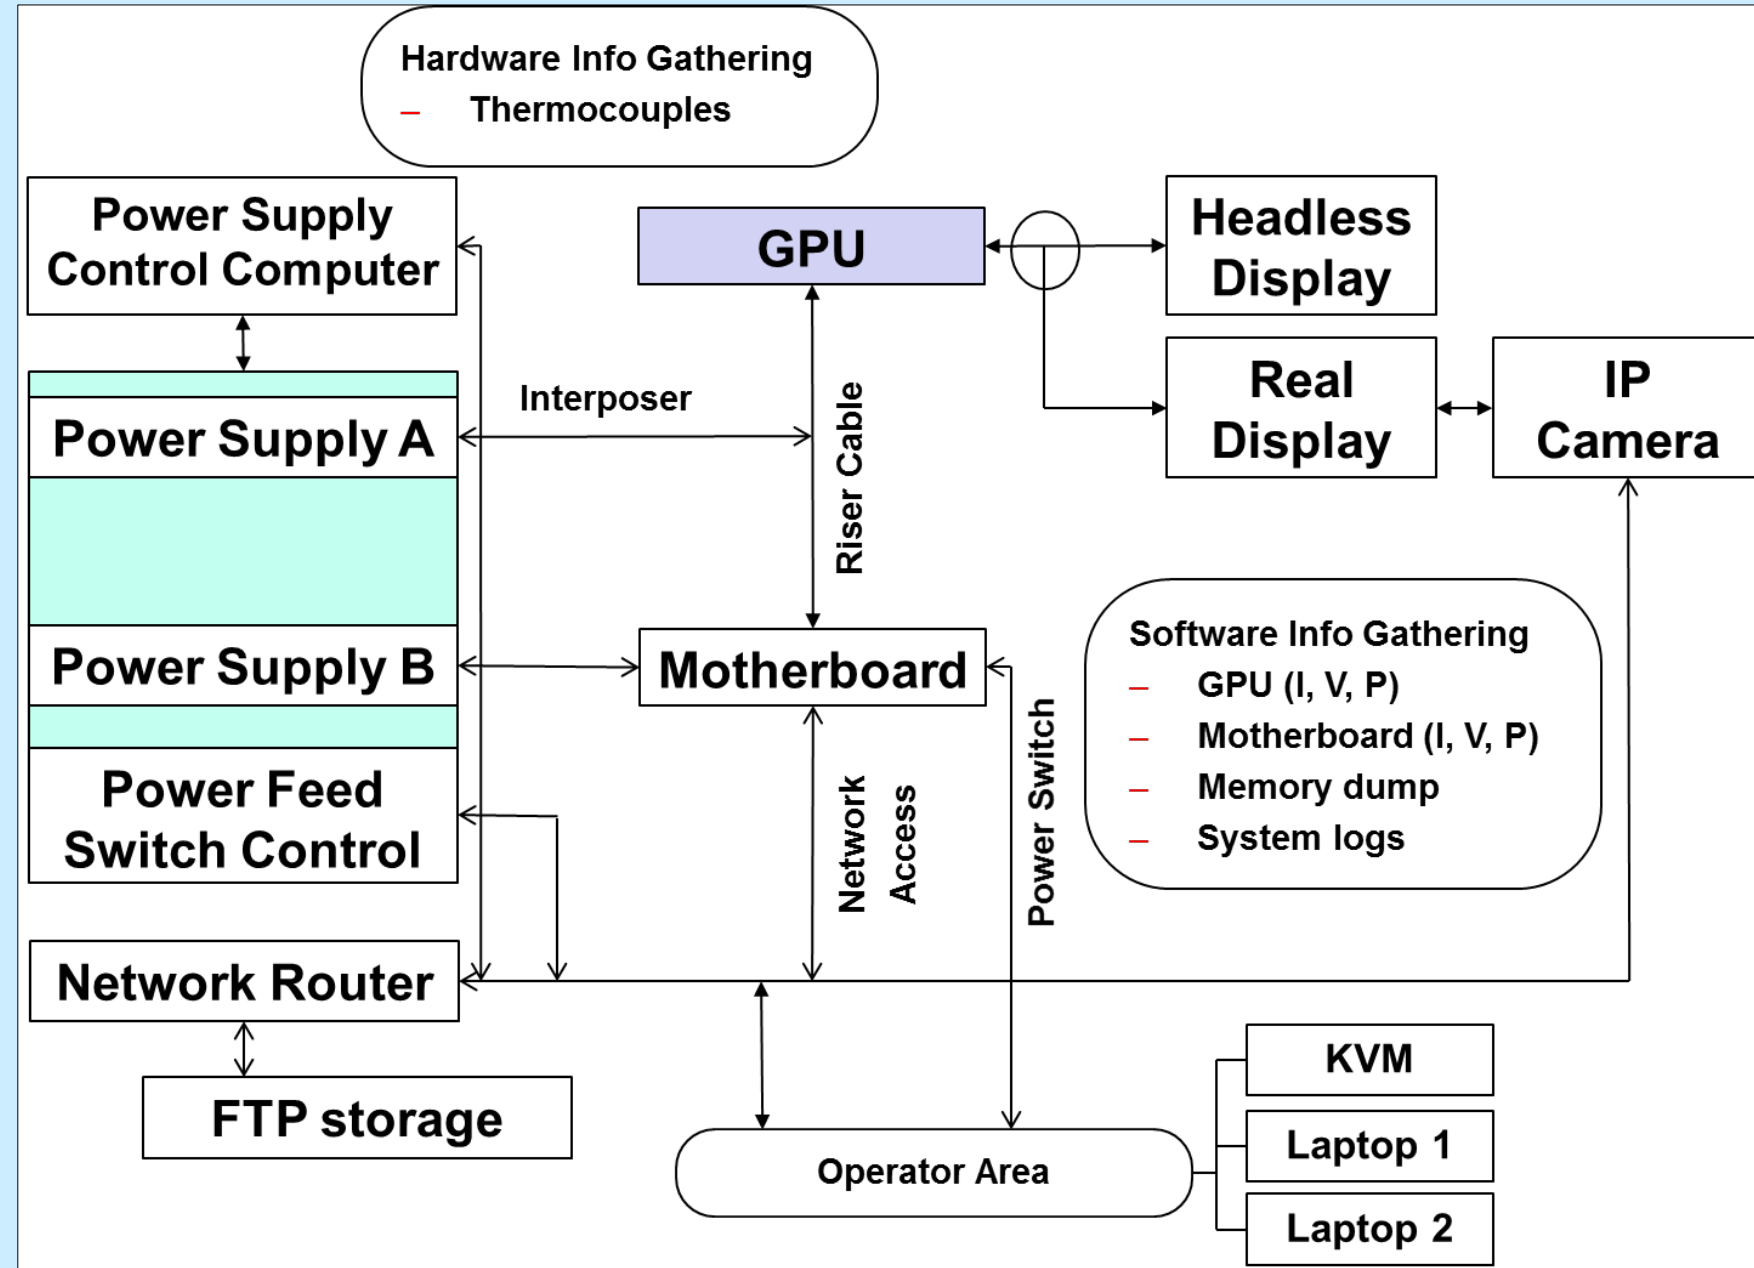 Hardware Info Gathering
– Thermocouples
Power Supply
Control Computer
GPU
Headless
Display
Interposer
Power Supply A
Riser Cable
Real
Display
IP
Camera
Power Supply B
Motherboard
Software Info Gathering
– GPU (I, V, P)
– Motherboard (I, V, P)
– Memory dump
– System logs
Power Feed
Switch Control
Network
Access
Power Switch
Network Router
FTP storage
Operator Area
KVM
Laptop 1
Laptop 2